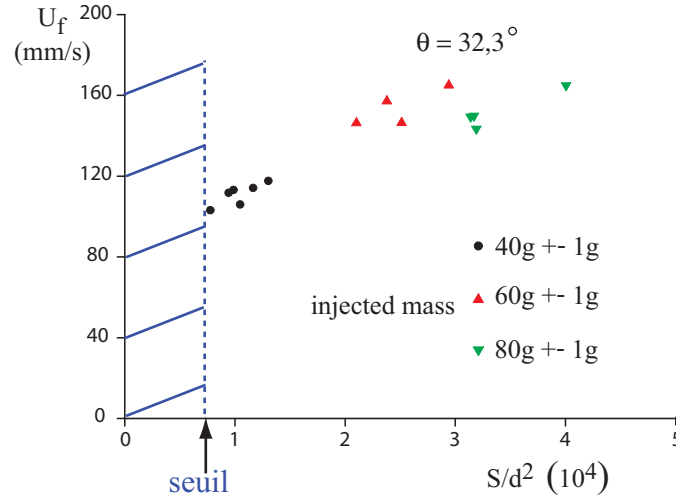 U_f
(mm/s)
θ = 32,3°
200
160
120
80
40
0
40g +- 1g
injected mass
60g +- 1g
80g +- 1g
0 1 2 3 4 5
seuil
S/d² (10⁴)